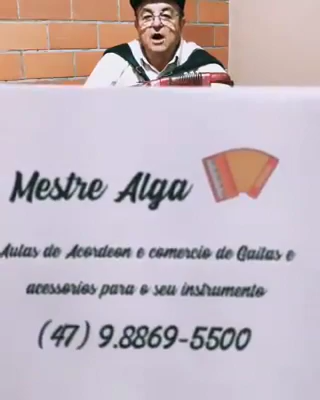 Mestre Alga
Aulas de Acordeon e comercio de Gaitas e
acessorios para o seu instrumento
(47) 9.8869-5500